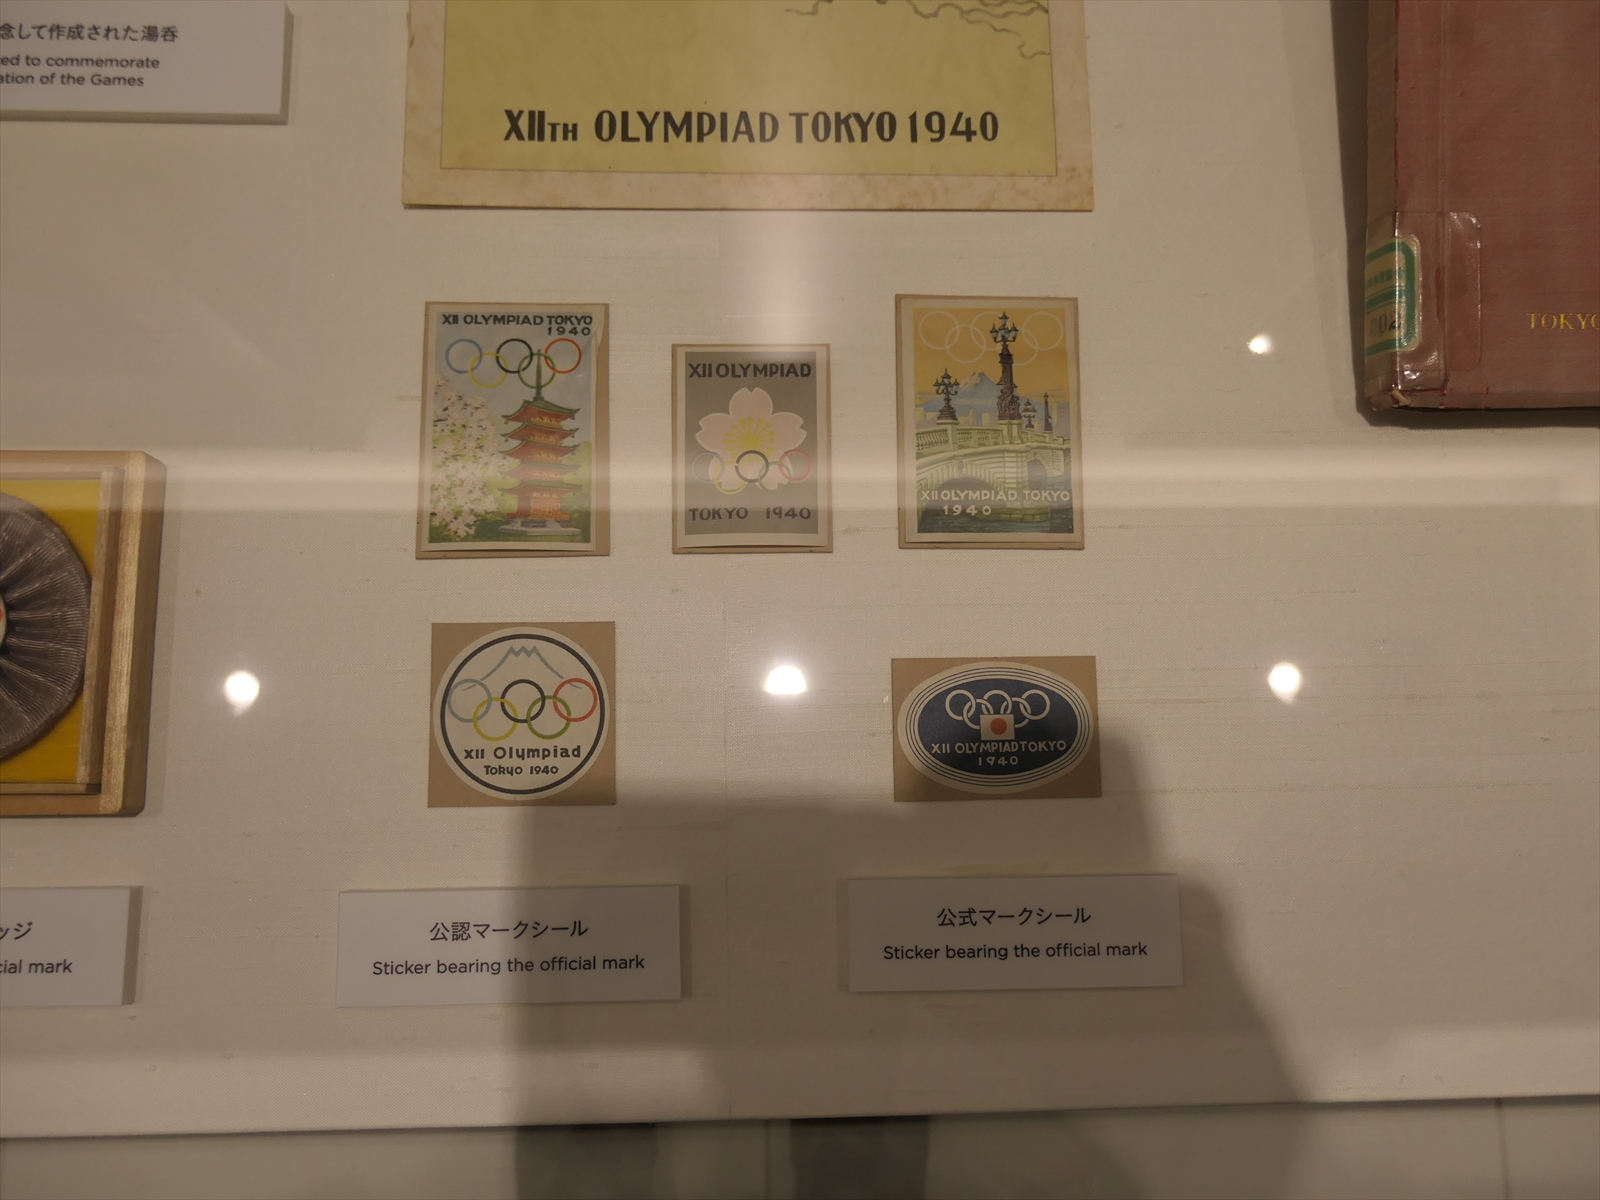 念して作成された湯呑
ed to commemorate
ation of the Games
XIITH OLYMPIAD TOKYO 1940
TOKYO
XII OLYMPIAD TOKYO
1940
XII OLYMPIAD
TOKYO 1940
XII OLYMPIAD TOKYO
1940
XII Olympiad
Tokyo 1940
XII OLYMPIAD TOKYO
1940
ッジ
cial mark
公認マークシール
Sticker bearing the official mark
公式マークシール
Sticker bearing the official mark